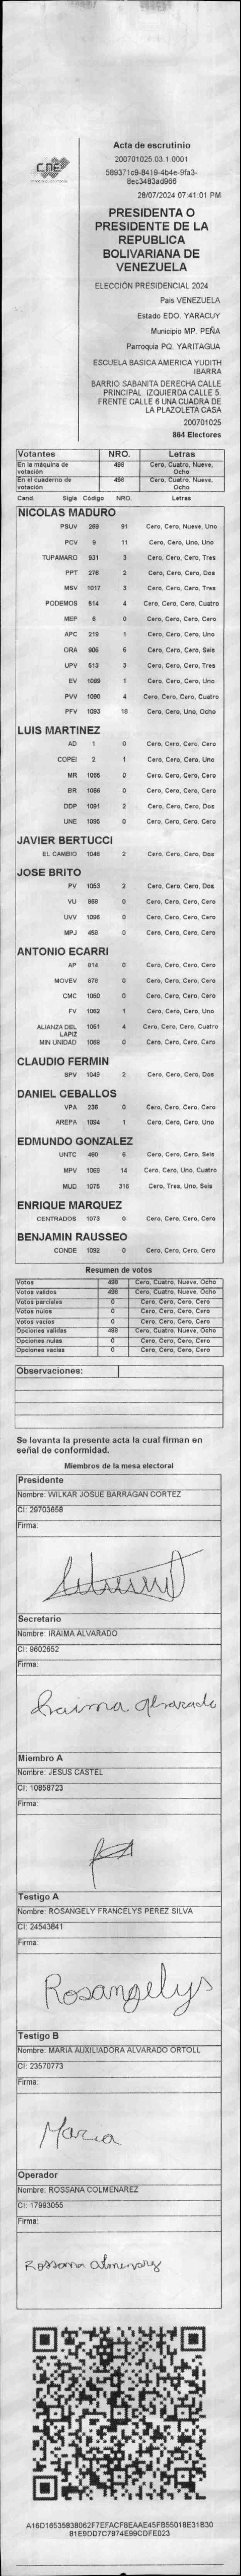 CNE
Acta de escrutinio
200701025.03.1.0001
589371c9-8419-4b4e-9fa3-
8ec3483ad966
28/07/2024 07:41:01 PM
PRESIDENTA O
PRESIDENTE DE LA
REPUBLICA
BOLIVARIANA DE
VENEZUELA
ELECCIÓN PRESIDENCIAL 2024
Pais VENEZUELA
Estado EDO. YARACUY
Municipio MP. PEÑA
Parroquia PQ. YARITAGUA
ESCUELA BASICA AMERICA YUDITH
IBARRA
BARRIO SABANITA DERECHA CALLE
PRINCIPAL. IZQUIERDA CALLE 5.
FRENTE CALLE 6 UNA CUADRA DE
LA PLAZOLETA CASA
200701025
864 Electores
Votantes NRO. Letras
En la máquina de votación 498 Cero, Cuatro, Nueve, Ocho
En el cuaderno de votación 498 Cero, Cuatro, Nueve, Ocho
Cand. Sigla Código NRO. Letras
NICOLAS MADURO
PSUV 269 91 Cero, Cero, Nueve, Uno
PCV 9 11 Cero, Cero, Uno, Uno
TUPAMARO 931 3 Cero, Cero, Cero, Tres
PPT 276 2 Cero, Cero, Cero, Dos
MSV 1017 3 Cero, Cero, Cero, Tres
PODEMOS 514 4 Cero, Cero, Cero, Cuatro
MEP 6 0 Cero, Cero, Cero, Cero
APC 219 1 Cero, Cero, Cero, Uno
ORA 906 6 Cero, Cero, Cero, Seis
UPV 513 3 Cero, Cero, Cero, Tres
EV 1089 1 Cero, Cero, Cero, Uno
PVV 1090 4 Cero, Cero, Cero, Cuatro
PFV 1093 18 Cero, Cero, Uno, Ocho
LUIS MARTINEZ
AD 1 0 Cero, Cero, Cero, Cero
COPEI 2 1 Cero, Cero, Cero, Uno
MR 1065 0 Cero, Cero, Cero, Cero
BR 1066 0 Cero, Cero, Cero, Cero
DDP 1091 2 Cero, Cero, Cero, Dos
UNE 1095 0 Cero, Cero, Cero, Cero
JAVIER BERTUCCI
EL CAMBIO 1046 2 Cero, Cero, Cero, Dos
JOSE BRITO
PV 1053 2 Cero, Cero, Cero, Dos
VU 869 0 Cero, Cero, Cero, Cero
UVV 1096 0 Cero, Cero, Cero, Cero
MPJ 458 0 Cero, Cero, Cero, Cero
ANTONIO ECARRI
AP 814 0 Cero, Cero, Cero, Cero
MOVEV 878 0 Cero, Cero, Cero, Cero
CMC 1050 0 Cero, Cero, Cero, Cero
FV 1062 1 Cero, Cero, Cero, Uno
ALIANZA DEL LAPIZ 1051 4 Cero, Cero, Cero, Cuatro
MIN UNIDAD 1069 0 Cero, Cero, Cero, Cero
CLAUDIO FERMIN
SPV 1049 2 Cero, Cero, Cero, Dos
DANIEL CEBALLOS
VPA 238 0 Cero, Cero, Cero, Cero
AREPA 1094 1 Cero, Cero, Cero, Uno
EDMUNDO GONZALEZ
UNTC 460 6 Cero, Cero, Cero, Seis
MPV 1069 14 Cero, Cero, Uno, Cuatro
MUD 1075 316 Cero, Tres, Uno, Seis
ENRIQUE MARQUEZ
CENTRADOS 1073 0 Cero, Cero, Cero, Cero
BENJAMIN RAUSSEO
CONDE 1092 0 Cero, Cero, Cero, Cero
Resumen de votos
Votos 498 Cero, Cuatro, Nueve, Ocho
Votos validos 498 Cero, Cuatro, Nueve, Ocho
Votos parciales 0 Cero, Cero, Cero, Cero
Votos nulos 0 Cero, Cero, Cero, Cero
Votos vacios 0 Cero, Cero, Cero, Cero
Opciones validas 498 Cero, Cuatro, Nueve, Ocho
Opciones nulas 0 Cero, Cero, Cero, Cero
Opciones vacias 0 Cero, Cero, Cero, Cero
Observaciones:
Se levanta la presente acta la cual firman en
señal de conformidad.
Miembros de la mesa electoral
Presidente
Nombre: WILKAR JOSUE BARRAGAN CORTEZ
CI: 29703658
Firma:
Secretario
Nombre: IRAIMA ALVARADO
CI: 9602652
Firma:
Iraima Alvarado
Miembro A
Nombre: JESUS CASTEL
CI: 10858723
Firma:
Testigo A
Nombre: ROSANGELY FRANCELYS PEREZ SILVA
CI: 24543841
Firma:
Rosangelys
Testigo B
Nombre: MARIA AUXILIADORA ALVARADO ORTOLL
CI: 23570773
Firma:
Maria
Operador
Nombre: ROSSANA COLMENAREZ
CI: 17993055
Firma:
Rossana Colmenarez
A16D16535838062F7EFACF8EAAE45FB55018E31B30
81E9DD7C7974E99CDFE023